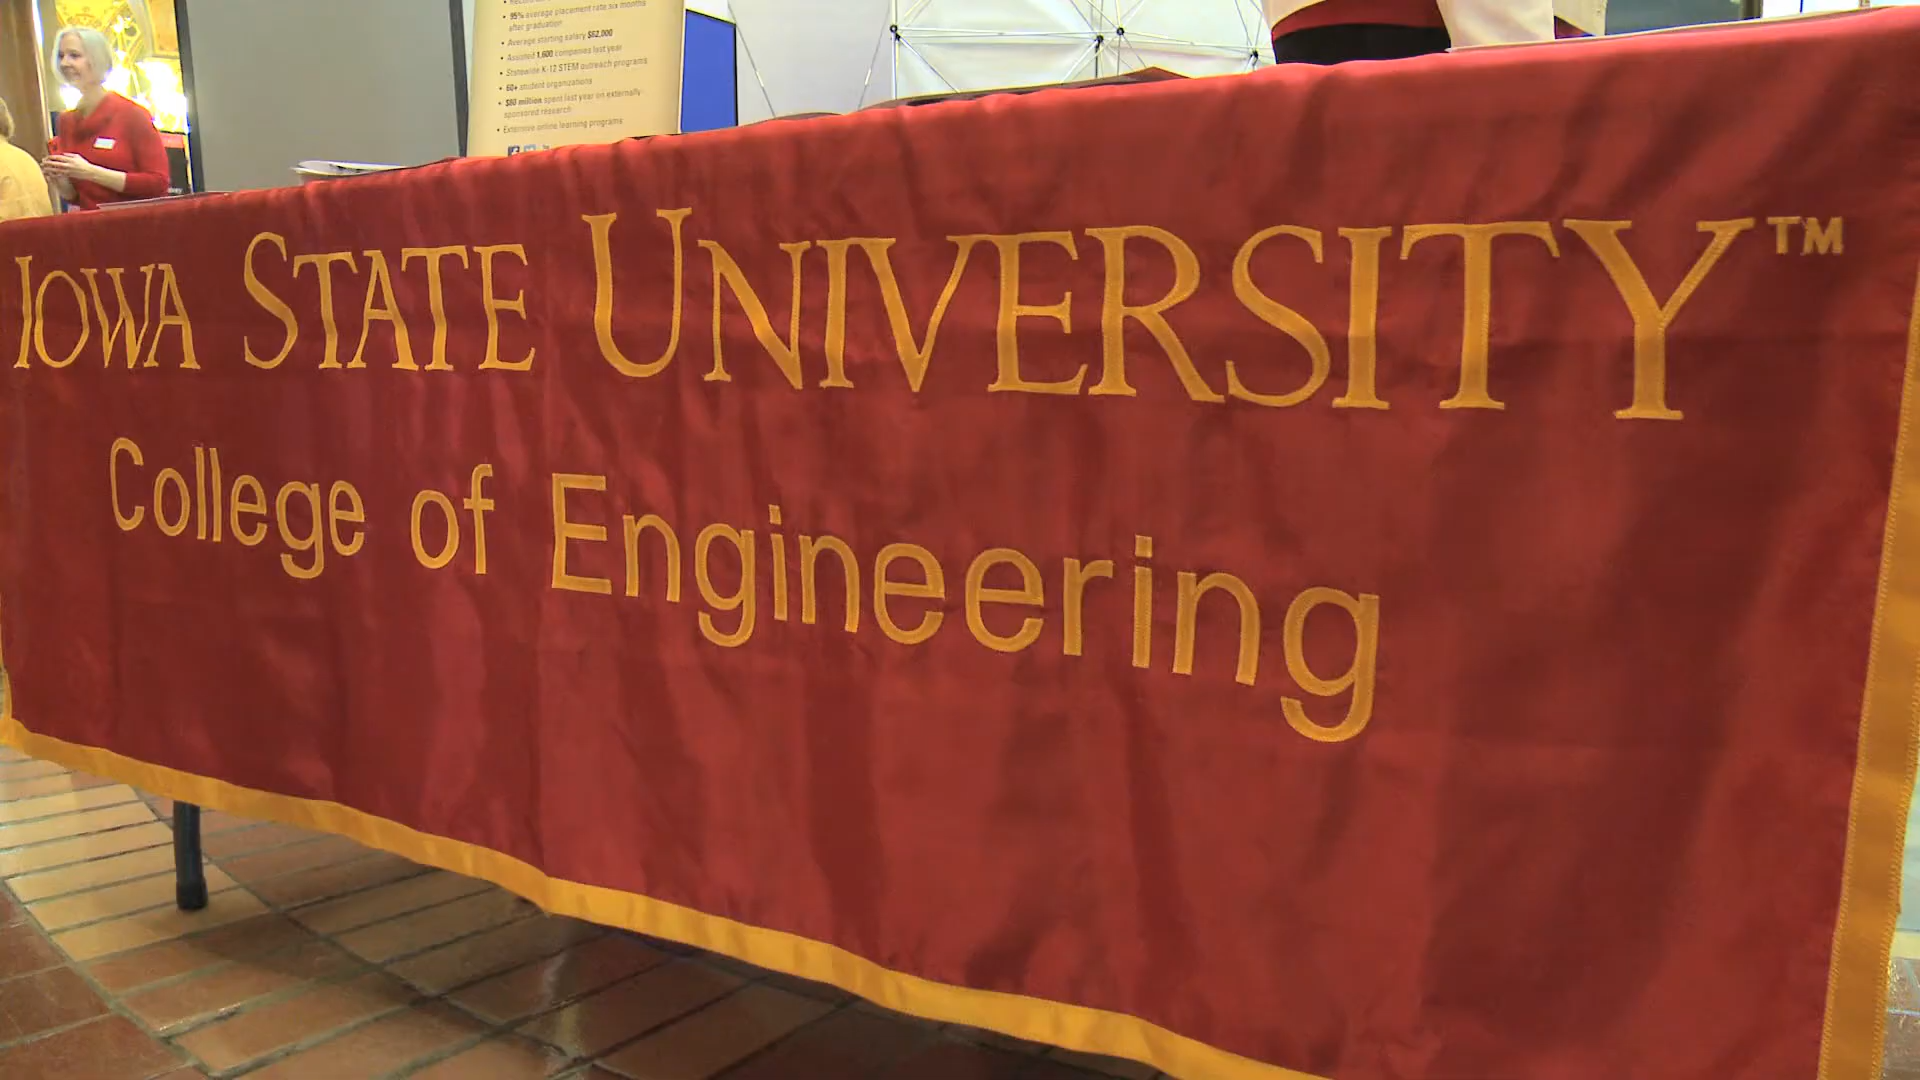 • 95% average placement rate six months
after graduation
• Average starting salary $62,000
• Assisted 1,600 companies last year
• Statewide K-12 STEM outreach programs
• 60+ student organizations
• $80 million spent last year on externally-
sponsored research
• Extensive online learning programs
IOWA STATE UNIVERSITY™
College of Engineering